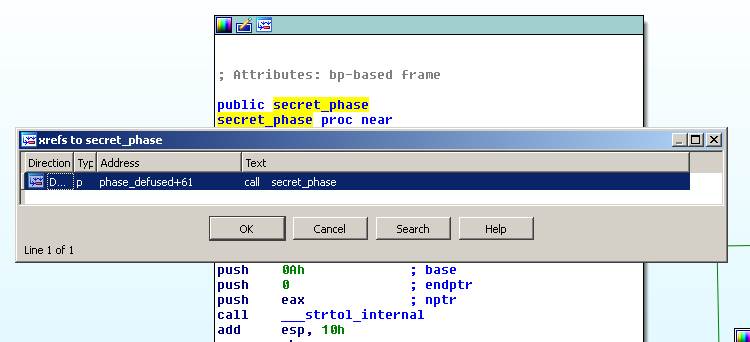 ; Attributes: bp-based frame
public secret_phase
secret_phase proc near
xrefs to secret_phase
Direction Typ Address Text
D... p phase_defused+61 call secret_phase
OK Cancel Search Help
Line 1 of 1
push 0Ah ; base
push 0 ; endptr
push eax ; nptr
call ___strtol_internal
add esp, 10h